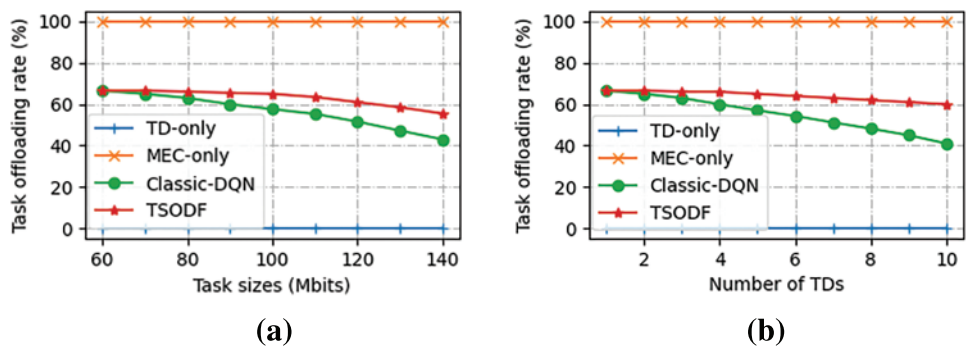 Task offloading rate (%)
100
80
60
40
20
0
TD-only
MEC-only
Classic-DQN
TSODF
60
80
100
120
140
Task sizes (Mbits)
(a)
Task offloading rate (%)
100
80
60
40
20
0
TD-only
MEC-only
Classic-DQN
TSODF
2
4
6
8
10
Number of TDs
(b)